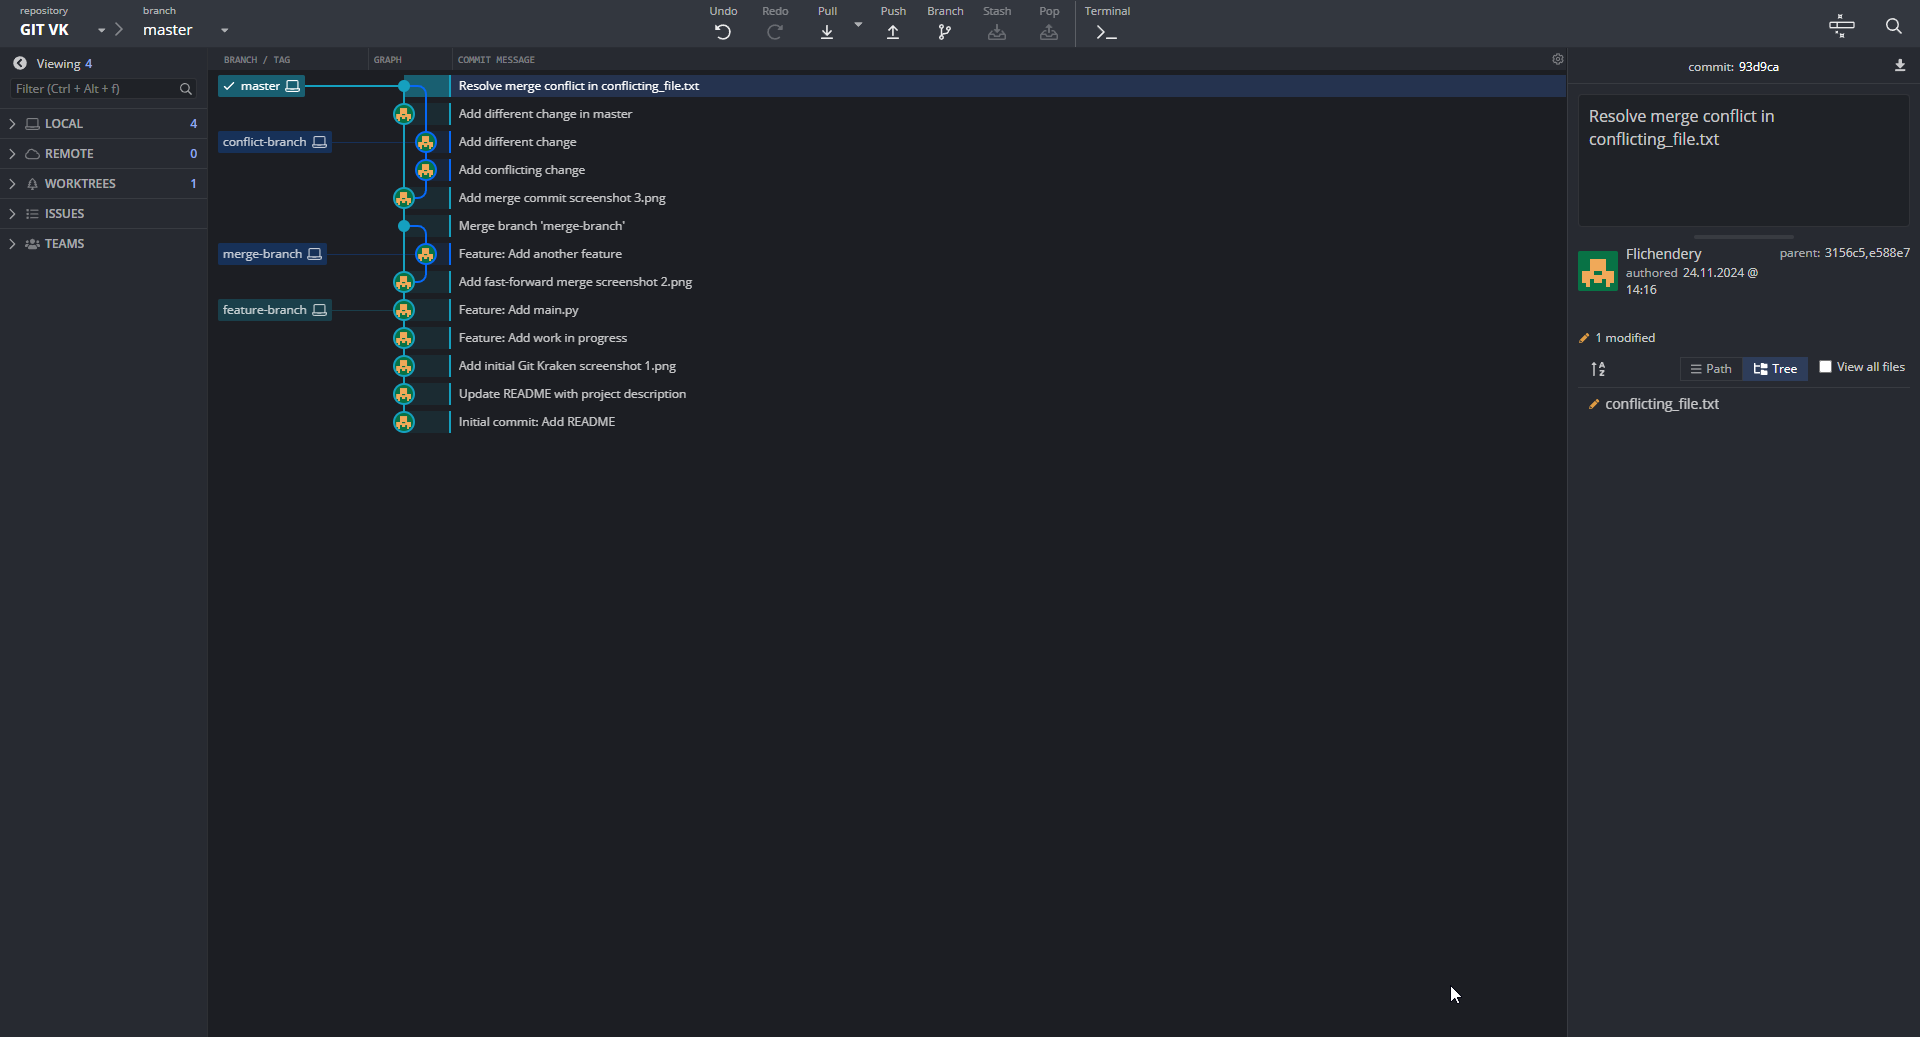 repository
GIT VK
branch
master
Undo
Redo
Pull
Push
Branch
Stash
Pop
Terminal
Viewing 4
Filter (Ctrl + Alt + f)
LOCAL 4
REMOTE 0
WORKTREES 1
ISSUES
TEAMS
BRANCH / TAG
GRAPH
COMMIT MESSAGE
master Resolve merge conflict in conflicting_file.txt
Add different change in master
conflict-branch Add different change
Add conflicting change
Add merge commit screenshot 3.png
Merge branch 'merge-branch'
merge-branch Feature: Add another feature
Add fast-forward merge screenshot 2.png
feature-branch Feature: Add main.py
Feature: Add work in progress
Add initial Git Kraken screenshot 1.png
Update README with project description
Initial commit: Add README
commit: 93d9ca
Resolve merge conflict in
conflicting_file.txt
Flichendery
authored 24.11.2024 @
14:16
parent: 3156c5,e588e7
1 modified
Path
Tree
View all files
conflicting_file.txt